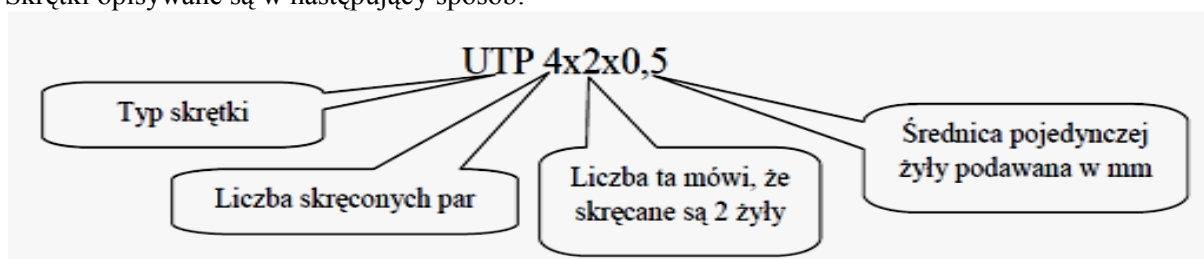 Skrętki opisywane są w następujący sposób:
UTP 4x2x0,5
Typ skrętki
Liczba skręconych par
Liczba ta mówi, że
skręcane są 2 żyły
Średnica pojedynczej
żyły podawana w mm